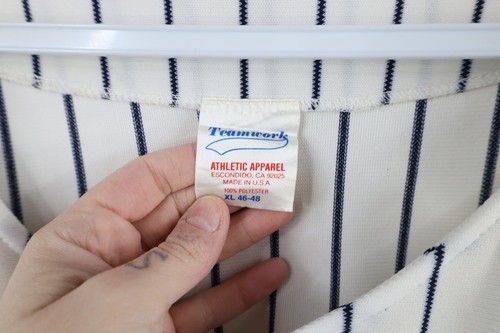 Teamwork
ATHLETIC APPAREL
ESCONDIDO, CA 92025
MADE IN U.S.A.
100% POLYESTER
XL 46-48